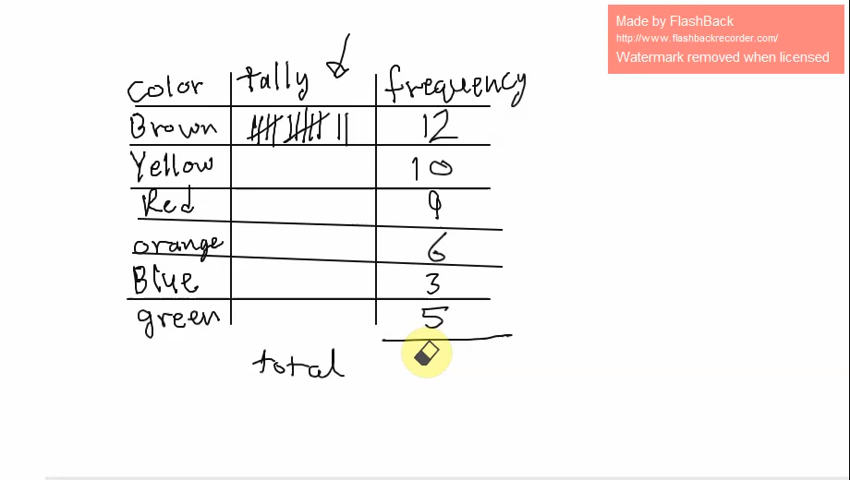 Made by FlashBack
http://www.flashbackrecorder.com/
Watermark removed when licensed
Color tally frequency
Brown 12
Yellow 10
Red 9
orange 6
Blue 3
green 5
total